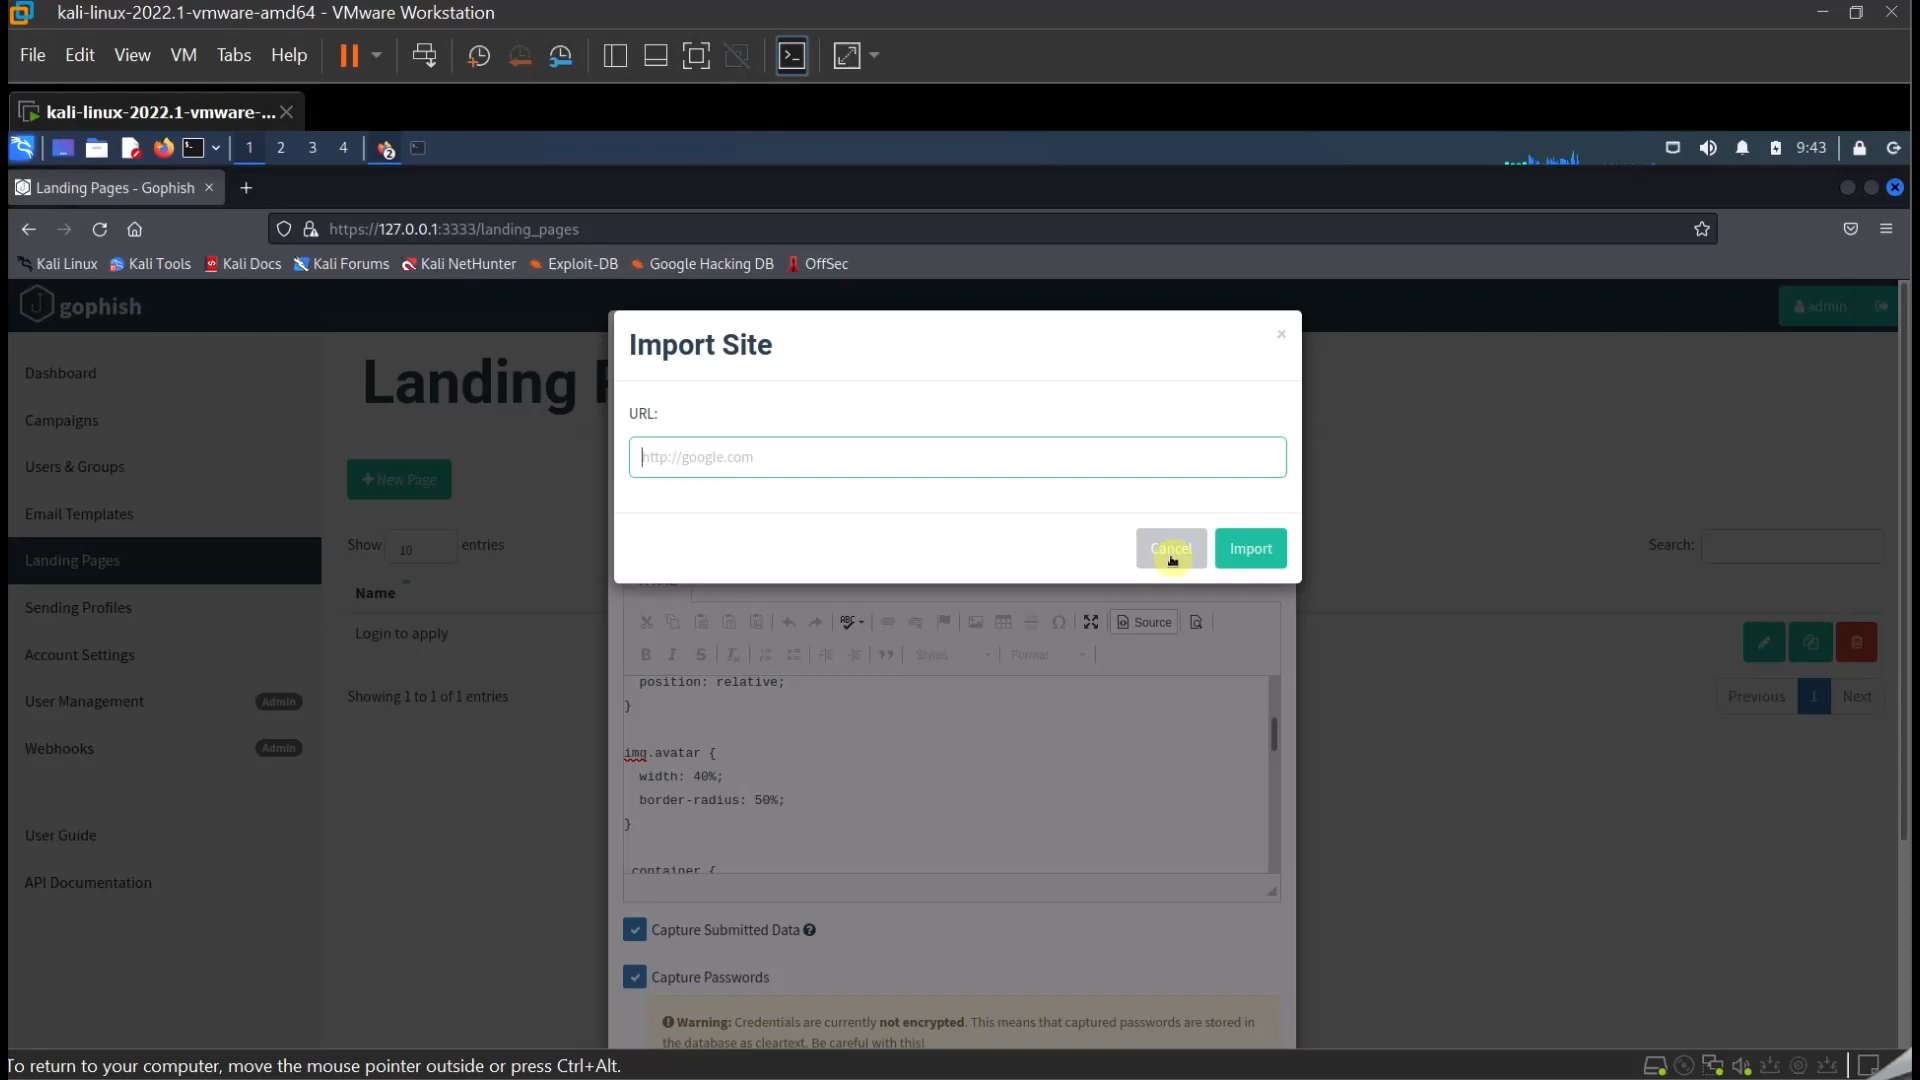 kali-linux-2022.1-vmware-amd64 - VMware Workstation
File Edit View VM Tabs Help
kali-linux-2022.1-vmware-...
1 2 3 4 2 9:43
Landing Pages - Gophish
https://127.0.0.1:3333/landing_pages
Kali Linux Kali Tools Kali Docs Kali Forums Kali NetHunter Exploit-DB Google Hacking DB OffSec
gophish admin
Import Site
Landing
Dashboard
URL:
Campaigns
http://google.com
Users & Groups
New Page
Email Templates
Show 10 entries Search:
Cancel Import
Landing Pages
Name
Sending Profiles
Source
Login to apply
Account Settings
Styles Format
position: relative;
}
Showing 1 to 1 of 1 entries
Previous 1 Next
User Management Admin
Webhooks Admin
img.avatar {
width: 40%;
border-radius: 50%;
}
User Guide
container {
API Documentation
Capture Submitted Data
Capture Passwords
Warning: Credentials are currently not encrypted. This means that captured passwords are stored in
the database as cleartext. Be careful with this!
To return to your computer, move the mouse pointer outside or press Ctrl+Alt.